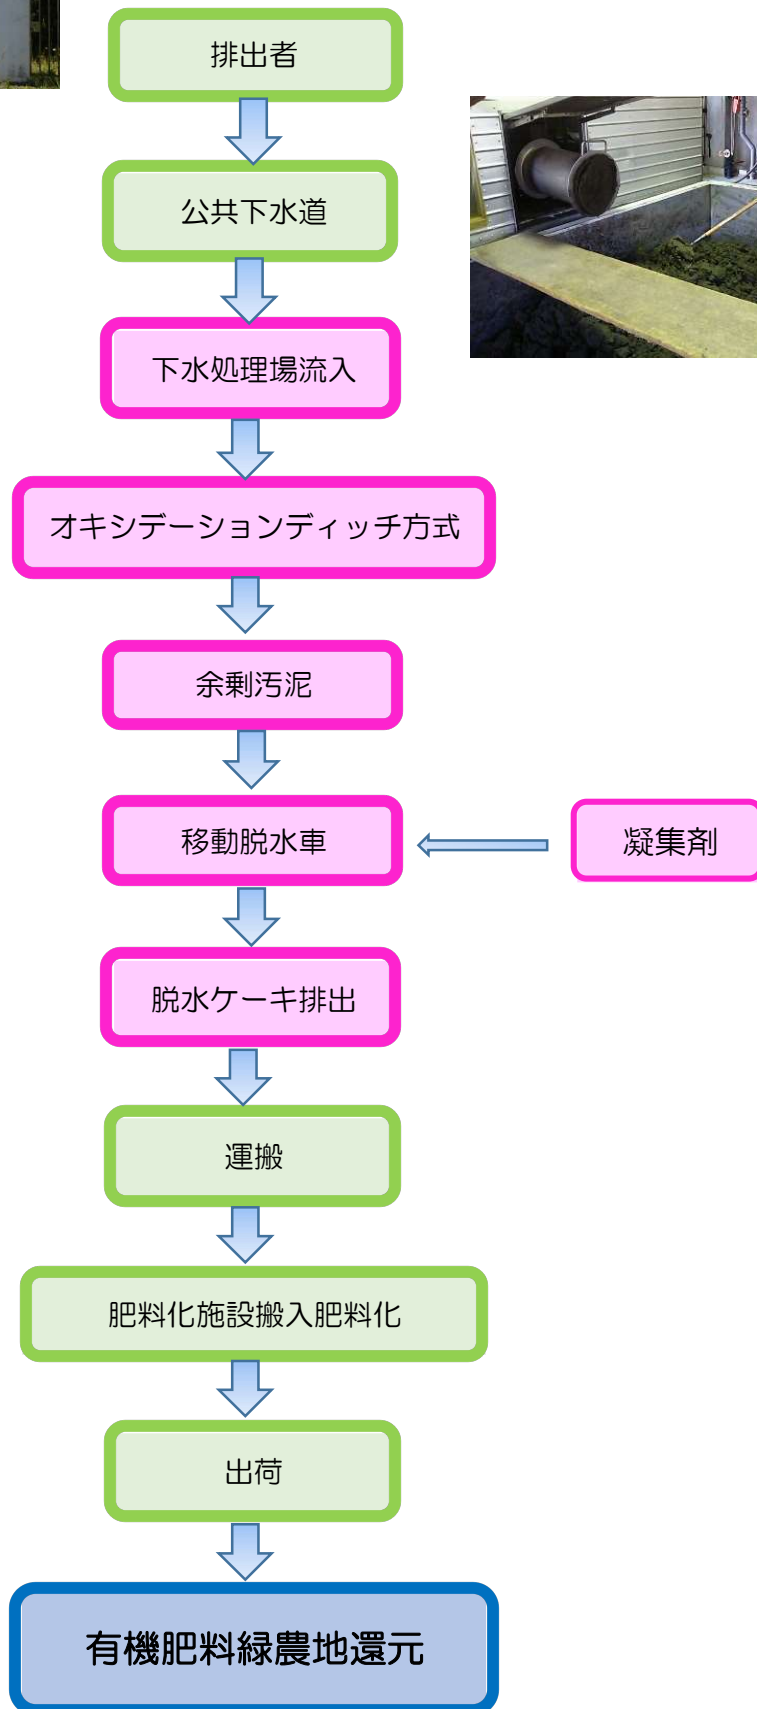 排出者
公共下水道
下水処理場流入
オキシデーションディッチ方式
余剰汚泥
移動脱水車
凝集剤
脱水ケーキ排出
運搬
肥料化施設搬入肥料化
出荷
有機肥料緑農地還元